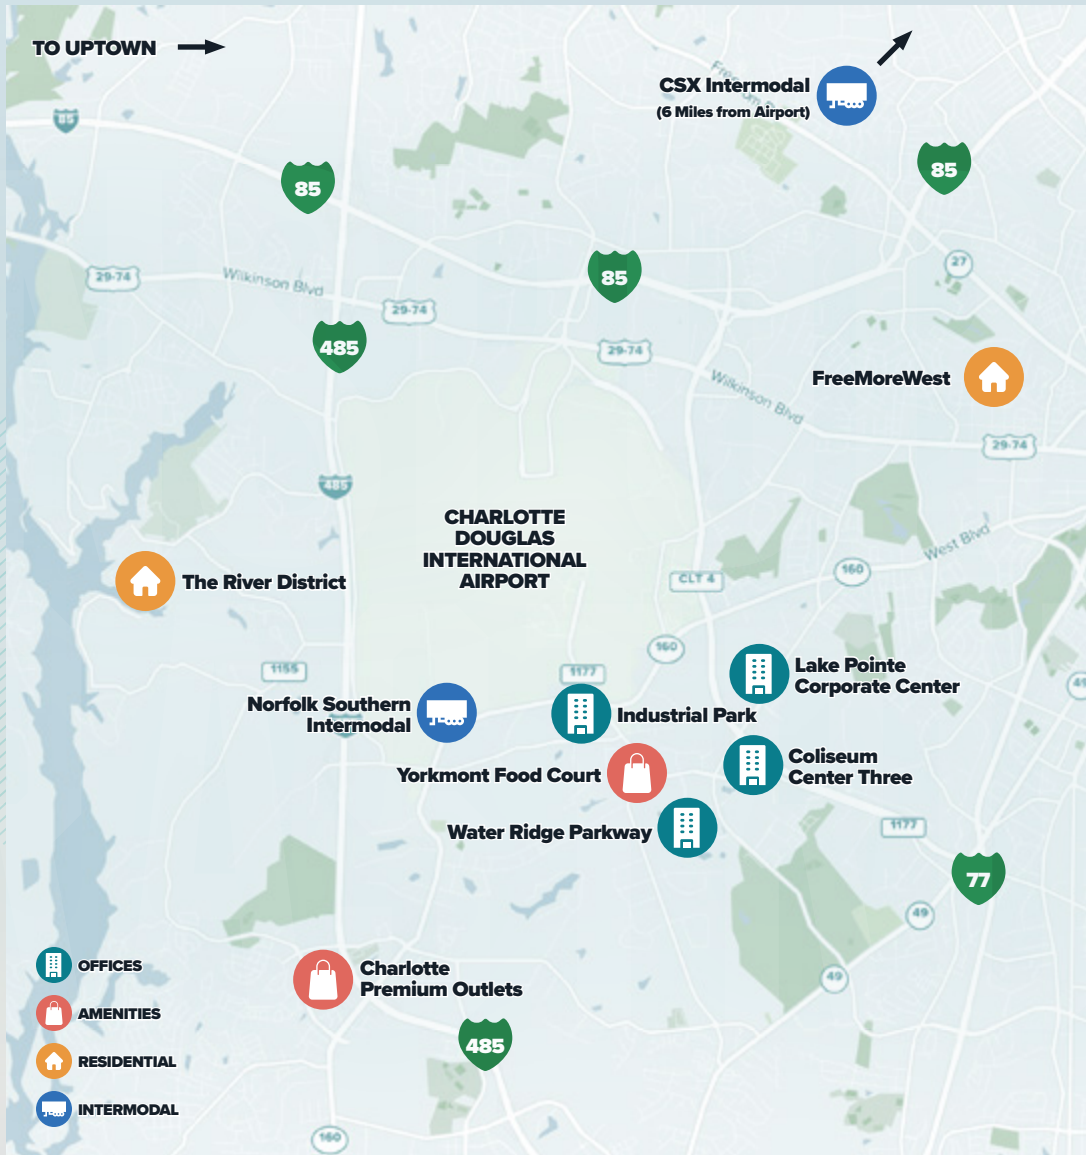 TO UPTOWN
CSX Intermodal
(6 Miles from Airport)
85
85
85
27
29-74
Wilkinson Blvd
85
29-74
485
29-74
FreeMoreWest
Wilkinson Blvd
29-74
485
CHARLOTTE
DOUGLAS
INTERNATIONAL
AIRPORT
West Blvd
160
CLT 4
The River District
160
1155
1177
Lake Pointe
Corporate Center
49
Norfolk Southern
Intermodal
Industrial Park
Coliseum
Center Three
Yorkmont Food Court
Water Ridge Parkway
1177
77
49
49
Charlotte
Premium Outlets
485
160
OFFICES
AMENITIES
RESIDENTIAL
INTERMODAL